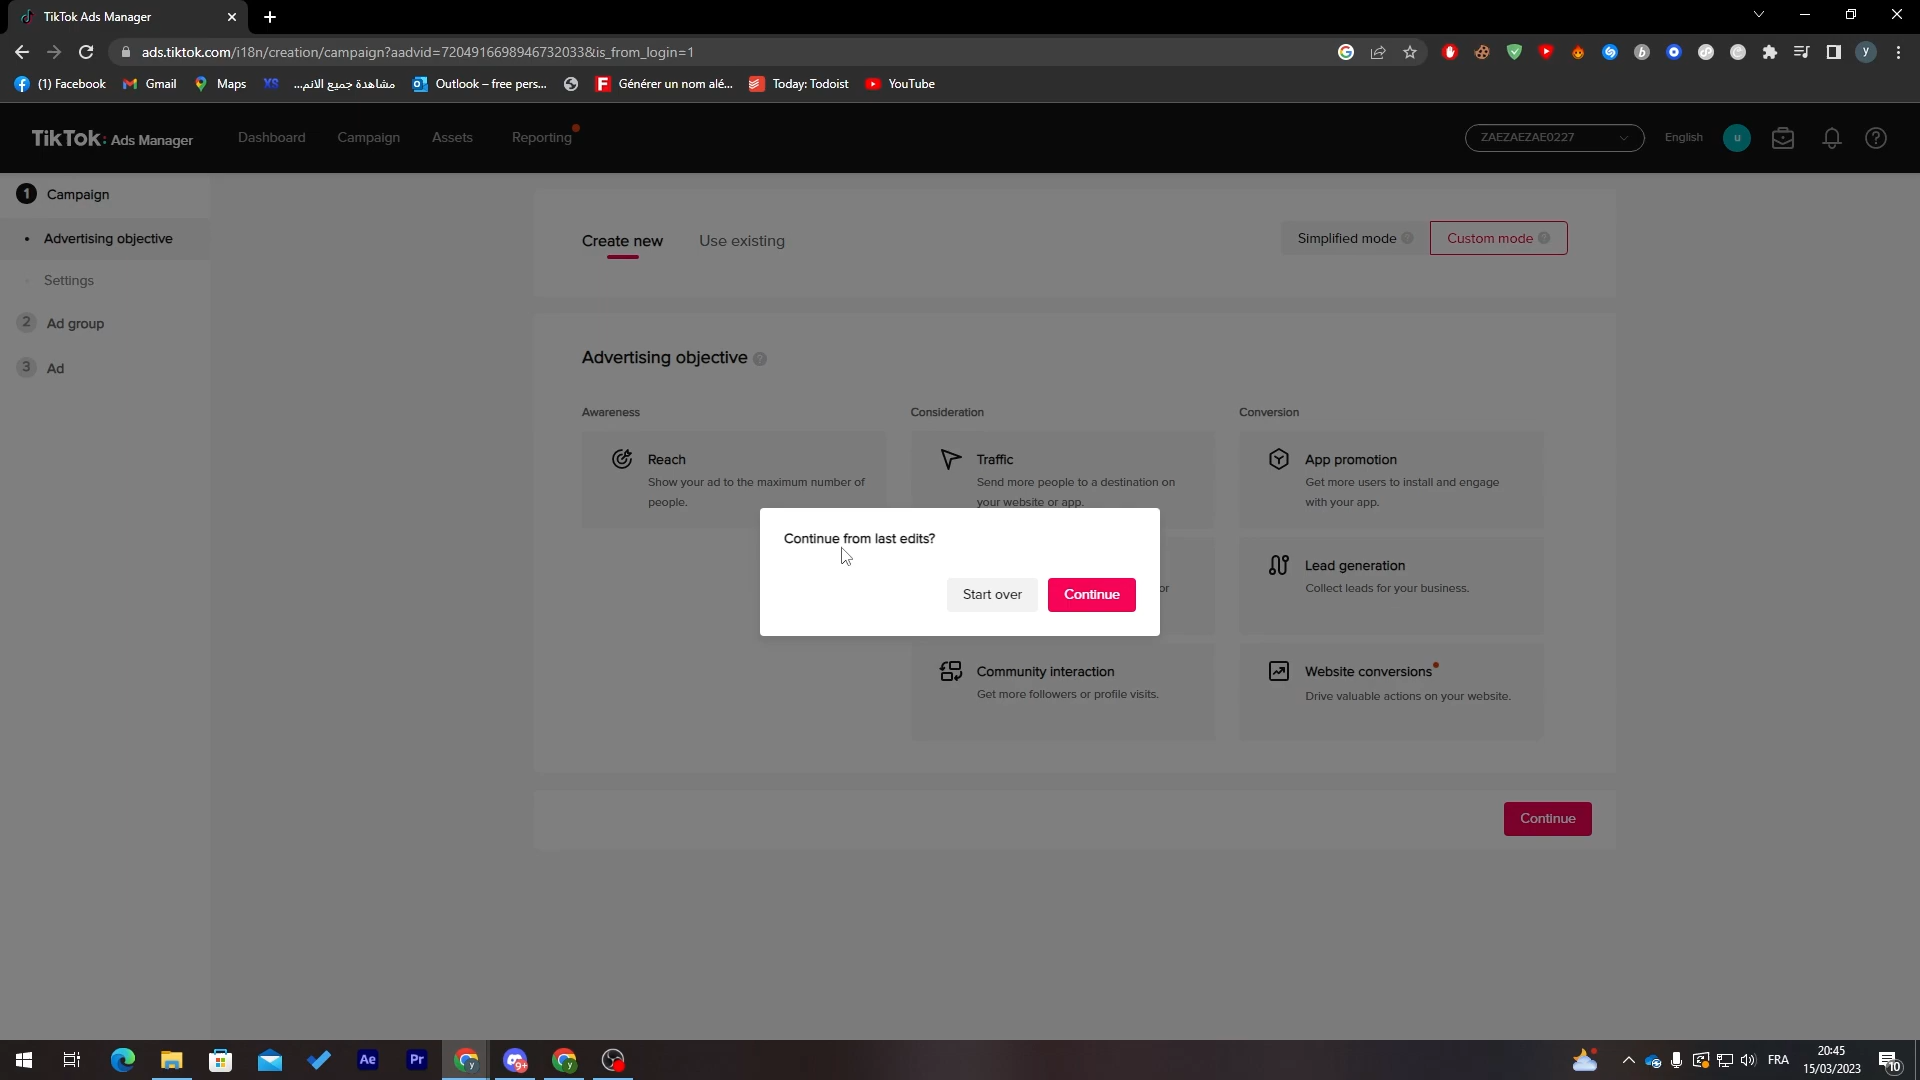 TikTok Ads Manager
ads.tiktok.com/i18n/creation/campaign?aadvid=7204916698946732033&is_from_login=1
(1) Facebook
Gmail
Maps
XS
مشاهدة جميع الانم...
Outlook – free pers...
Générer un nom alé...
Today: Todoist
YouTube
TikTok: Ads Manager
Dashboard
Campaign
Assets
Reporting
ZAEZAEZAE0227
English
u
1 Campaign
Advertising objective
Settings
2 Ad group
3 Ad
Create new
Use existing
Simplified mode
Custom mode
Advertising objective
Awareness
Consideration
Conversion
Reach
Show your ad to the maximum number of
people.
Traffic
Send more people to a destination on
your website or app.
App promotion
Get more users to install and engage
with your app.
Continue from last edits?
Start over
Continue
or
Lead generation
Collect leads for your business.
Community interaction
Get more followers or profile visits.
Website conversions
Drive valuable actions on your website.
Continue
Ae
Pr
9+
FRA
20:45
15/03/2023
10